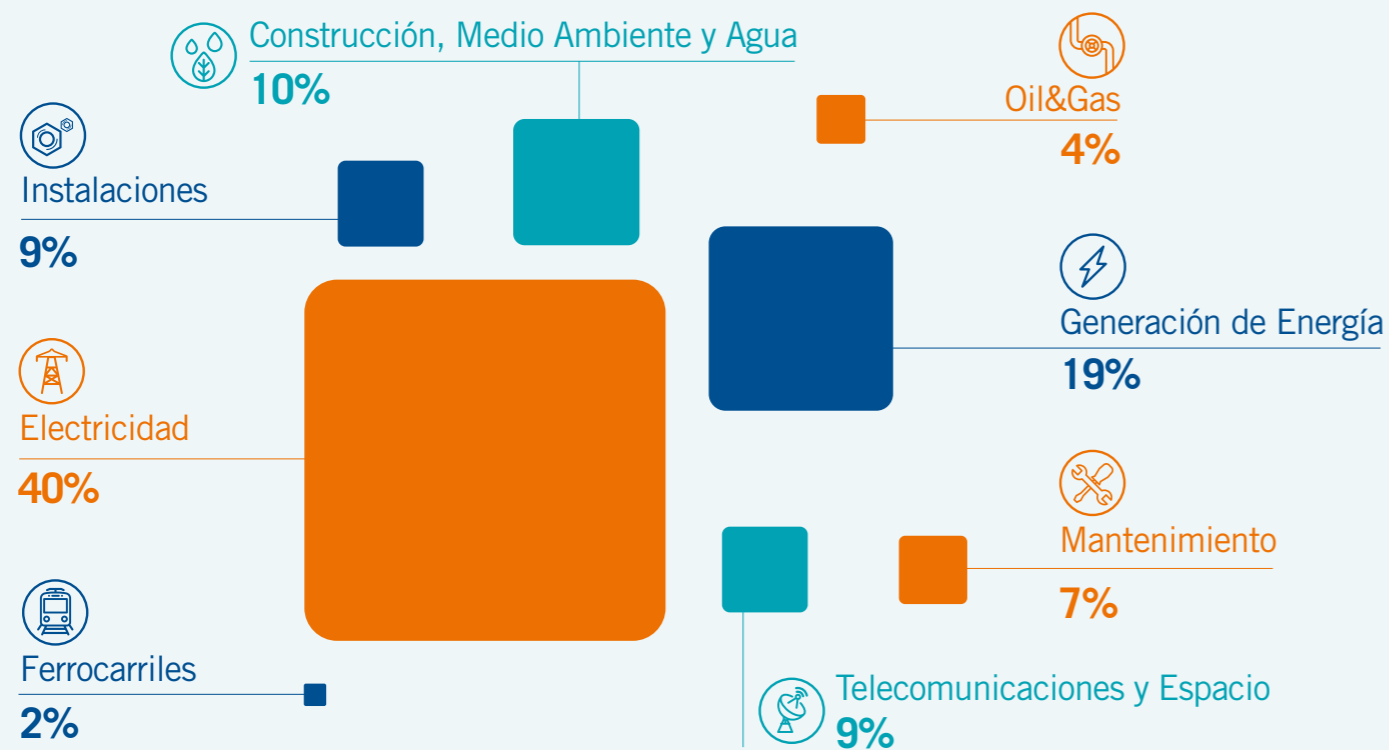 Construcción, Medio Ambiente y Agua
10%
Oil&Gas
4%
Instalaciones
9%
Generación de Energía
19%
Electricidad
40%
Mantenimiento
7%
Ferrocarriles
2%
Telecomunicaciones y Espacio
9%